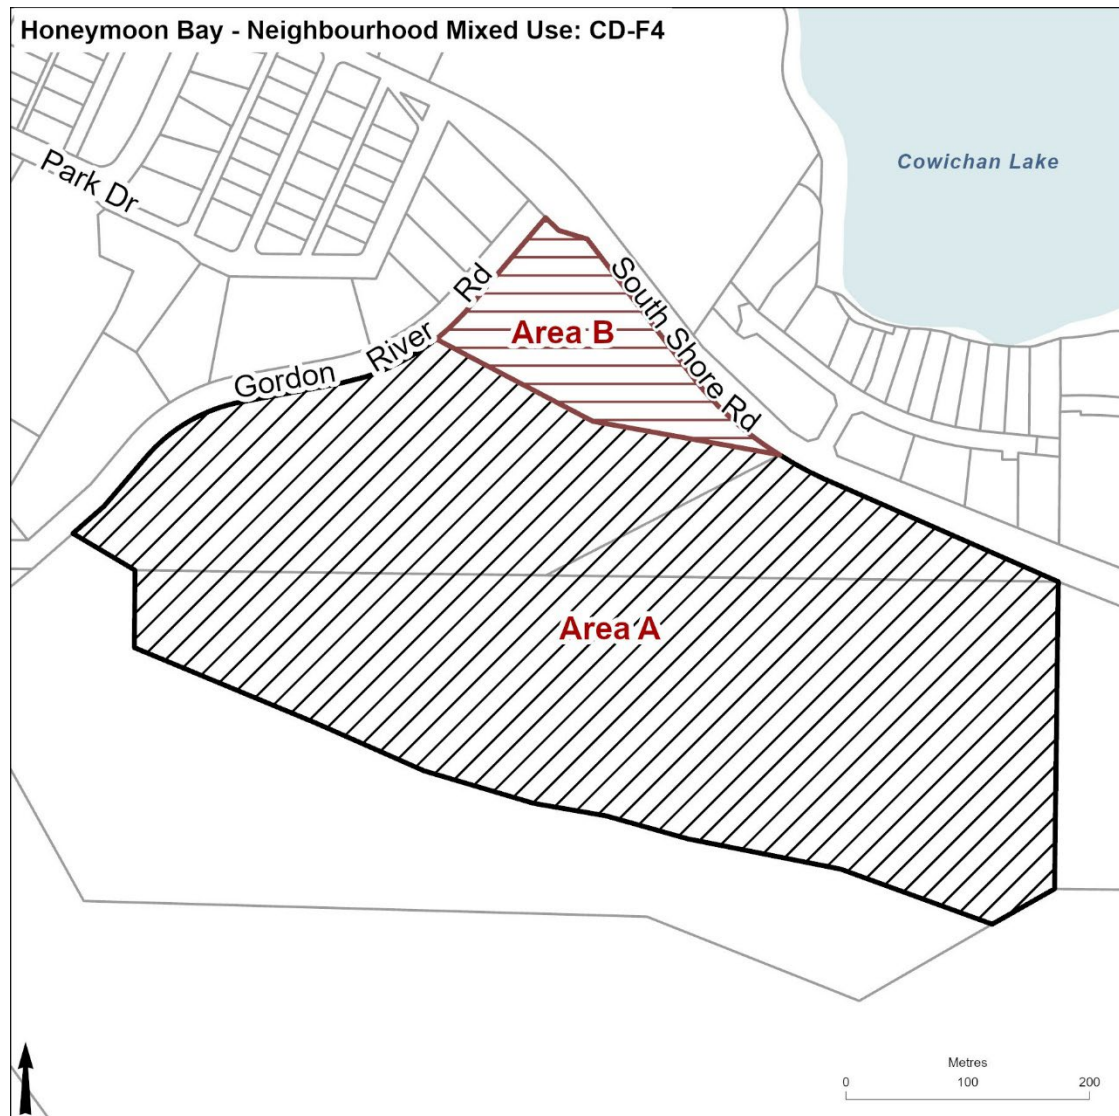 Honeymoon Bay - Neighbourhood Mixed Use: CD-F4
Cowichan Lake
Park Dr
South Shore Rd
Gordon River Rd
Area B
Area A
Metres
0 100 200